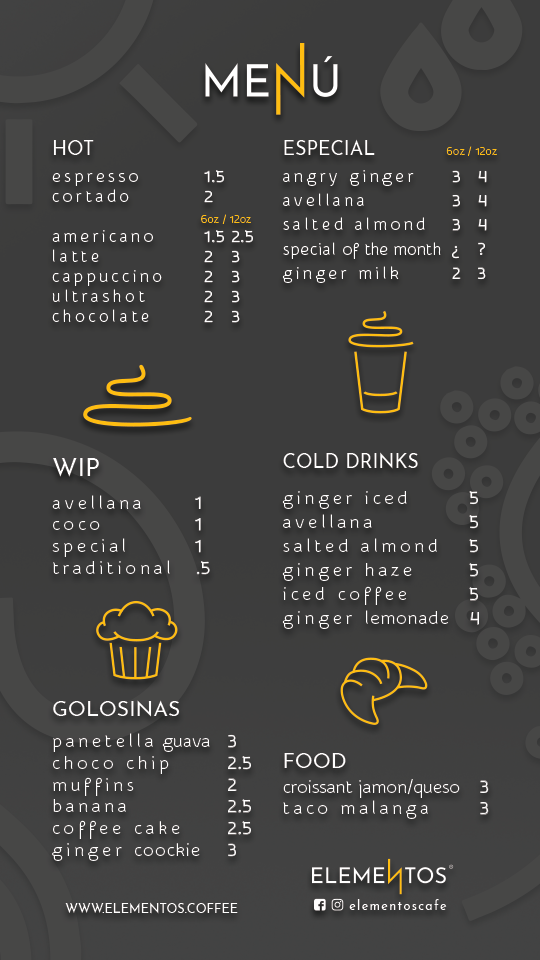 MENÚ
HOT
espresso 1.5
cortado 2
6oz / 12oz
americano 1.5 2.5
latte 2 3
cappuccino 2 3
ultrashot 2 3
chocolate 2 3
WIP
avellana 1
coco 1
special 1
traditional .5
GOLOSINAS
panetella guava 3
choco chip 2.5
muffins 2
banana 2.5
coffee cake 2.5
ginger coockie 3
WWW.ELEMENTOS.COFFEE
ESPECIAL 6oz / 12oz
angry ginger 3 4
avellana 3 4
salted almond 3 4
special of the month ¿ ?
ginger milk 2 3
COLD DRINKS
ginger iced 5
avellana 5
salted almond 5
ginger haze 5
iced coffee 5
ginger lemonade 4
FOOD
croissant jamon/queso 3
taco malanga 3
ELEMENTOS®
elementoscafe